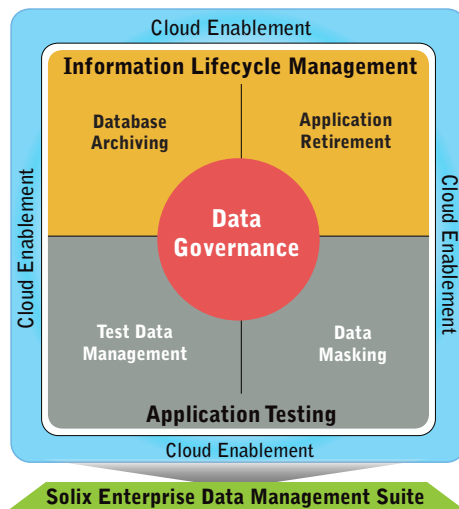 Cloud Enablement
Information Lifecycle Management
Database
Archiving
Application
Retirement
Cloud Enablement
Cloud Enablement
Data
Governance
Test Data
Management
Data
Masking
Application Testing
Cloud Enablement
Solix Enterprise Data Management Suite